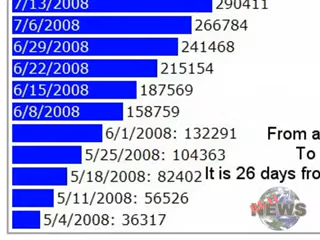 7/13/2008 290411
7/6/2008 266784
6/29/2008 241468
6/22/2008 215154
6/15/2008 187569
6/8/2008 158759
6/1/2008: 132291
5/25/2008: 104363
5/18/2008: 82402
5/11/2008: 56526
5/4/2008: 36317
From a
To
It is 26 days fro
NEWS